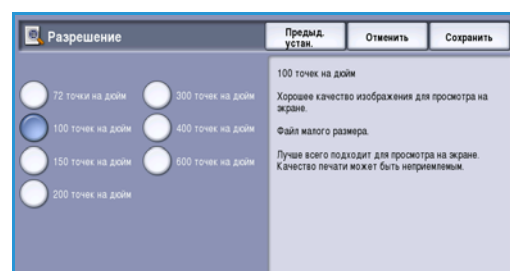 Разрешение
Предыд.
устан.
Отменить
Сохранить
72 точки на дюйм
100 точек на дюйм
150 точек на дюйм
200 точек на дюйм
300 точек на дюйм
400 точек на дюйм
600 точек на дюйм
100 точек на дюйм
Хорошее качество изображения для просмотра на
экране.
Файл малого размера.
Лучше всего подходит для просмотра на экране.
Качество печати может быть неприемлемым.